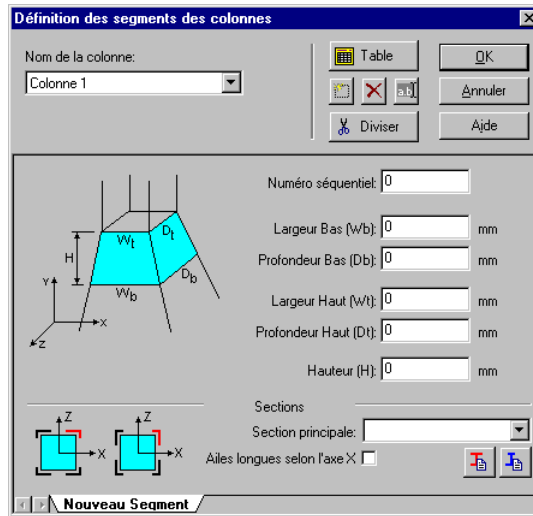 Définition des segments des colonnes
Nom de la colonne:
Colonne 1
Table
OK
a.b
Annuler
Diviser
Aide
Numéro séquentiel: 0
Largeur Bas (Wb): 0 mm
Profondeur Bas (Db): 0 mm
Largeur Haut (Wt): 0 mm
Profondeur Haut (Dt): 0 mm
Hauteur (H): 0 mm
Wt
Dt
H
Y
Db
Wb
X
Z
Sections
Section principale:
Z
X
Z
X
Ailes longues selon l'axe X
Nouveau Segment